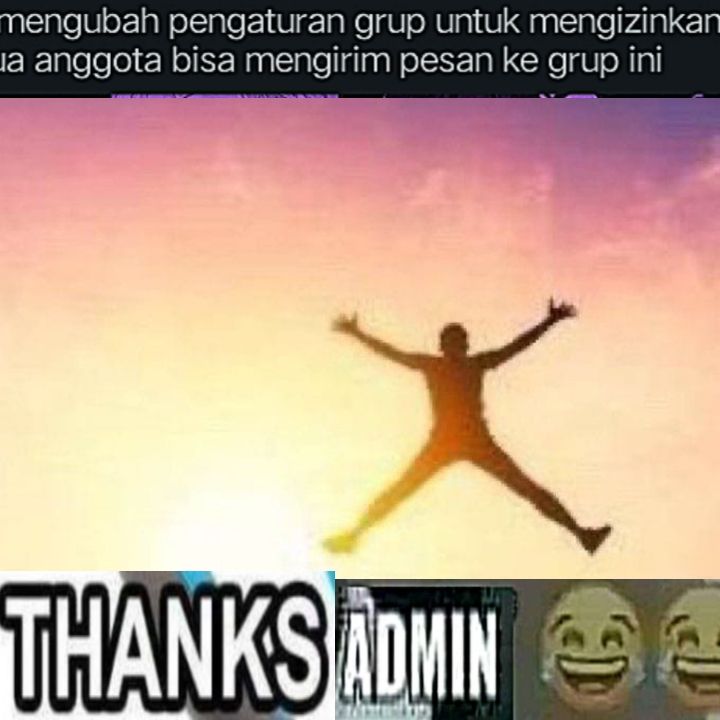 mengubah pengaturan grup untuk mengizinkan
ua anggota bisa mengirim pesan ke grup ini
THANKS ADMIN